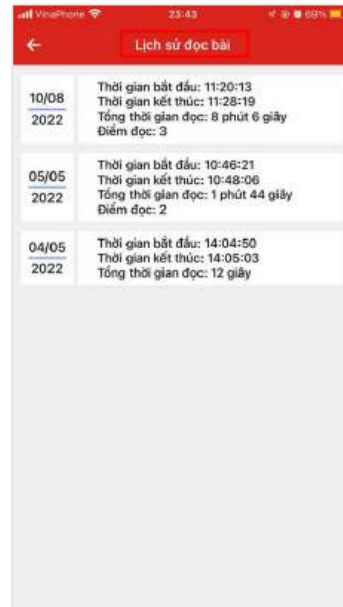 VinaPhone 23:43 69%
Lịch sử đọc bài
10/08
2022
Thời gian bắt đầu: 11:20:13
Thời gian kết thúc: 11:28:19
Tổng thời gian đọc: 8 phút 6 giây
Điểm đọc: 3
05/05
2022
Thời gian bắt đầu: 10:46:21
Thời gian kết thúc: 10:48:06
Tổng thời gian đọc: 1 phút 44 giây
Điểm đọc: 2
04/05
2022
Thời gian bắt đầu: 14:04:50
Thời gian kết thúc: 14:05:03
Tổng thời gian đọc: 12 giây